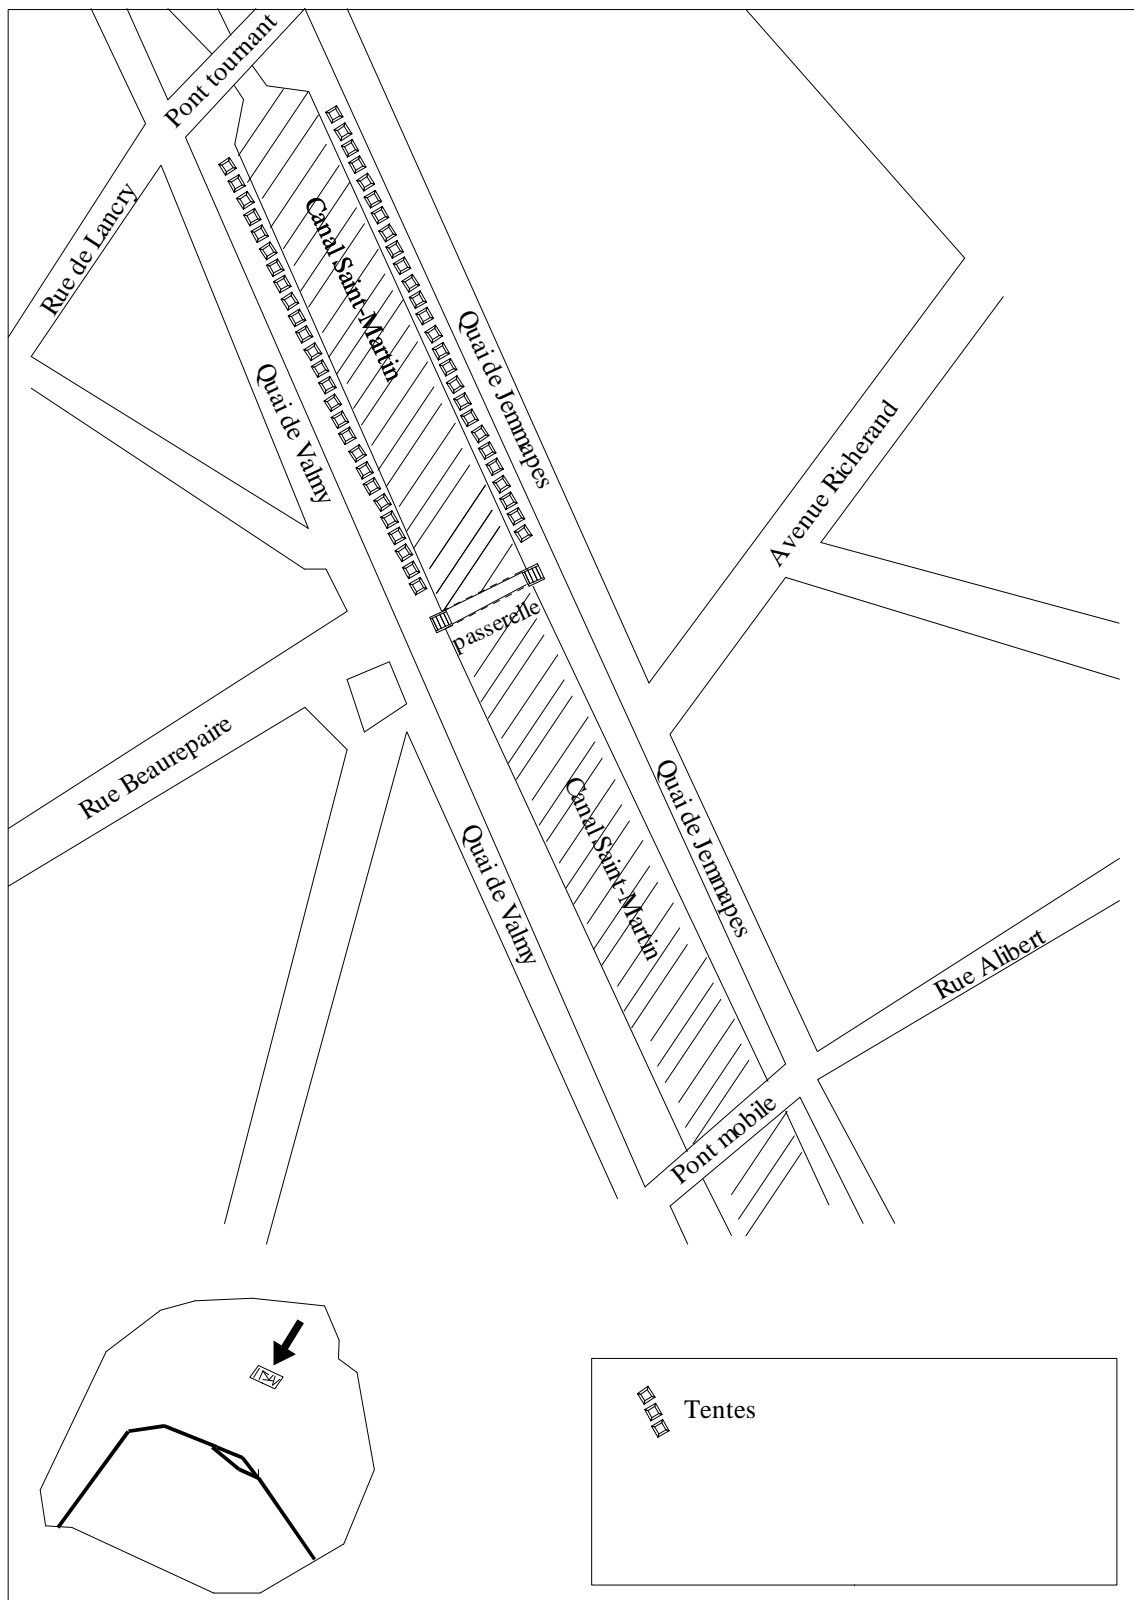 Pont tournant
Rue de Lancry
Canal Saint-Martin
Quai de Jemmapes
Quai de Valmy
Avenue Richerand
passerelle
Rue Beaurepaire
Quai de Jemmapes
Canal Saint-Martin
Quai de Valmy
Rue Alibert
Pont mobile
Tentes